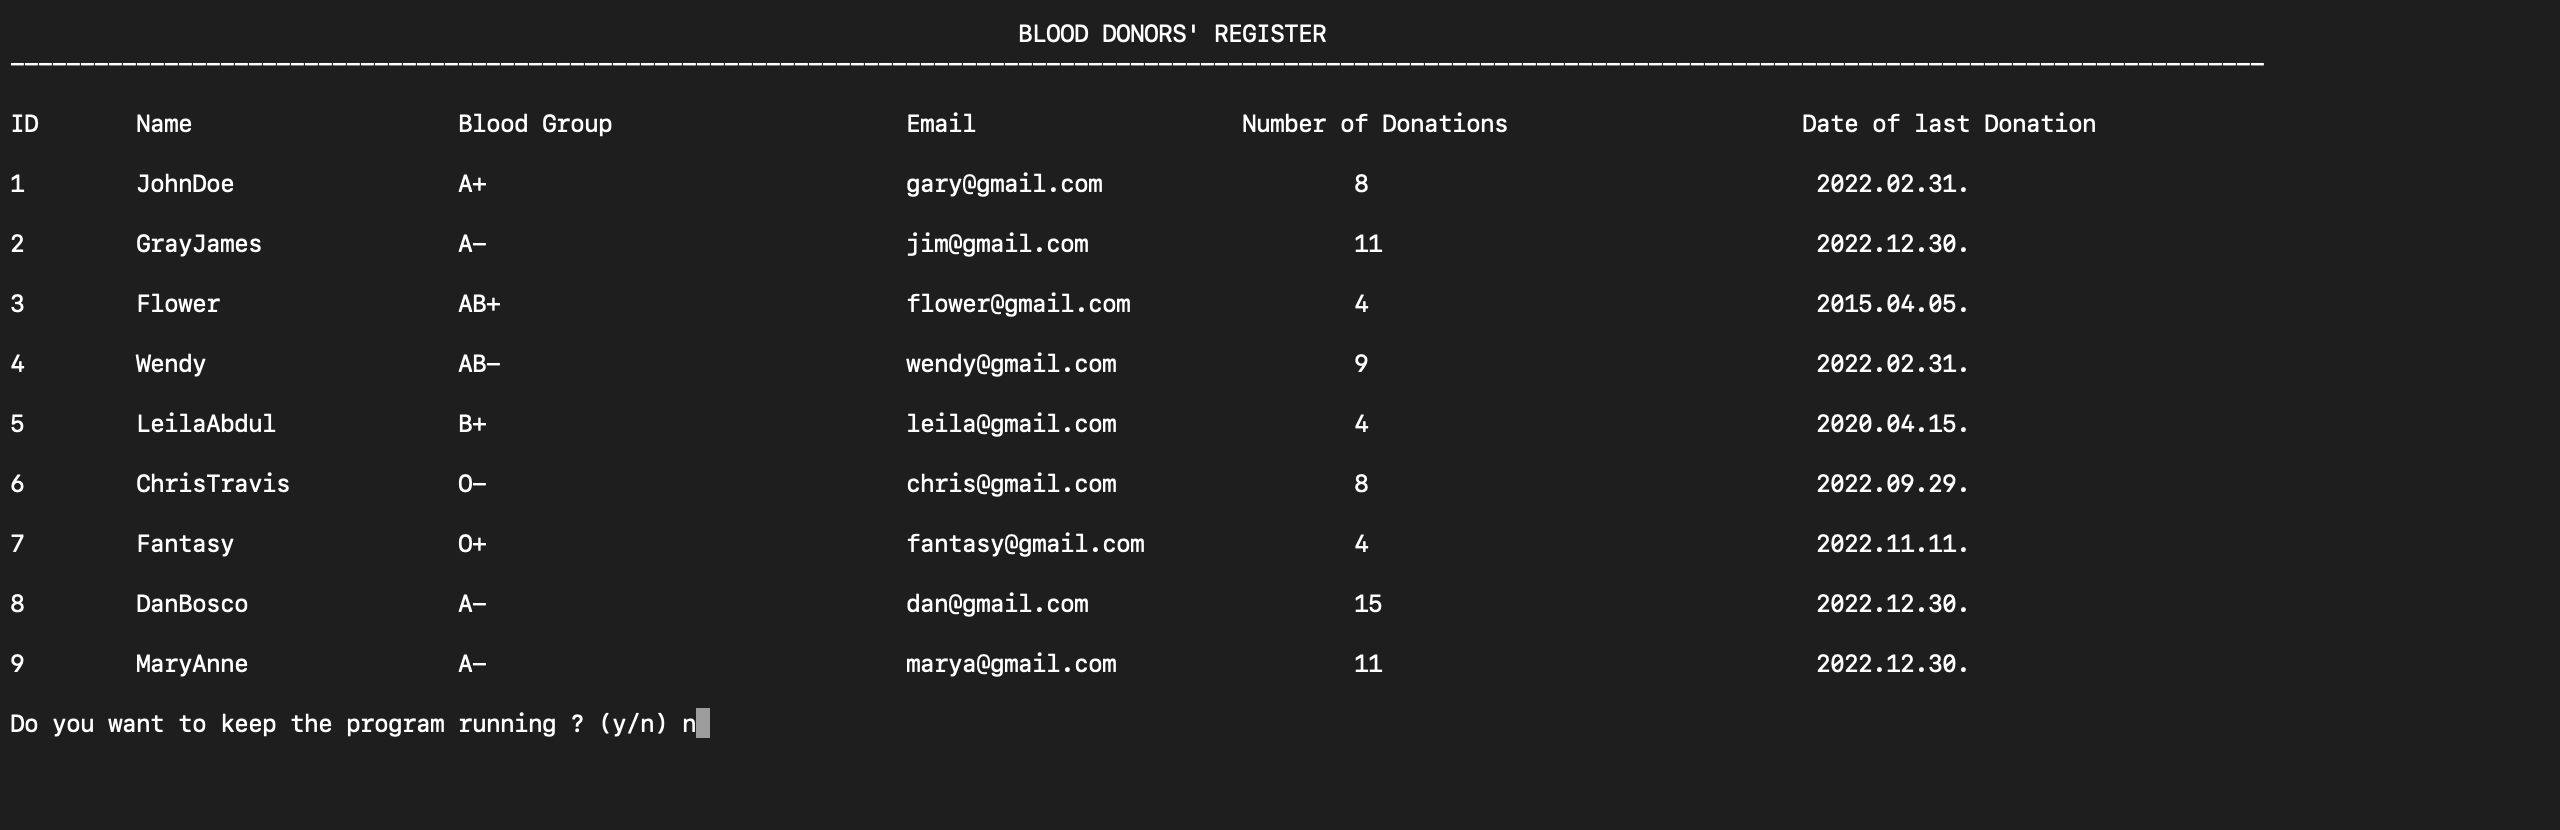 BLOOD DONORS' REGISTER
ID Name Blood Group Email Number of Donations Date of last Donation
1 JohnDoe A+ gary@gmail.com 8 2022.02.31.
2 GrayJames A- jim@gmail.com 11 2022.12.30.
3 Flower AB+ flower@gmail.com 4 2015.04.05.
4 Wendy AB- wendy@gmail.com 9 2022.02.31.
5 LeilaAbdul B+ leila@gmail.com 4 2020.04.15.
6 ChrisTravis O- chris@gmail.com 8 2022.09.29.
7 Fantasy O+ fantasy@gmail.com 4 2022.11.11.
8 DanBosco A- dan@gmail.com 15 2022.12.30.
9 MaryAnne A- marya@gmail.com 11 2022.12.30.
Do you want to keep the program running ? (y/n) n